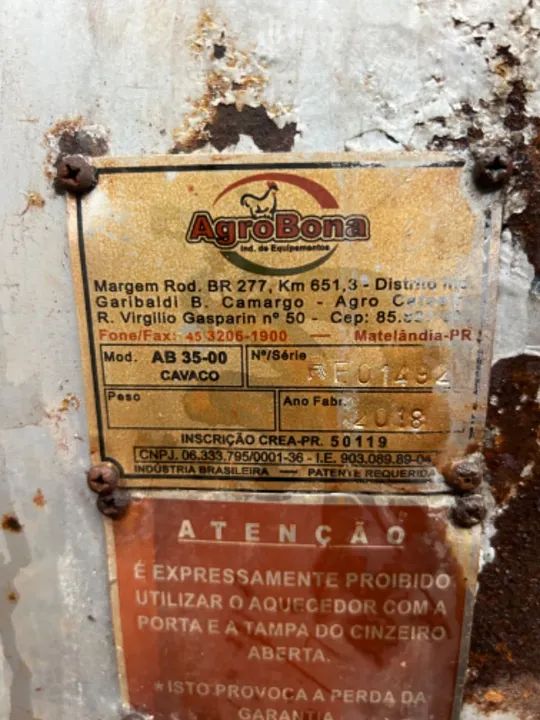 AgroBona
Ind. de Equipamentos
Margem Rod. BR 277, Km 651,3 - Distrito
Garibaldi B. Camargo - Agro
R. Virgilio Gasparin nº 50 - Cep:
Fone/Fax: 45 3206-1900 — Matelândia-PR
Mod. AB 35-00 CAVACO Nº/Série F01492
Peso Ano Fabr. 2018
INSCRIÇÃO CREA-PR. 50119
CNPJ. 06.333.795/0001-36 - I.E. 903.089.89-04
INDÚSTRIA BRASILEIRA — PATENTE REQUERIDA
ATENÇÃO
É EXPRESSAMENTE PROIBIDO
UTILIZAR O AQUECEDOR COM A
PORTA E A TAMPA DO CINZEIRO
ABERTA.
*ISTO PROVOCA A PERDA DA
GARANTIA